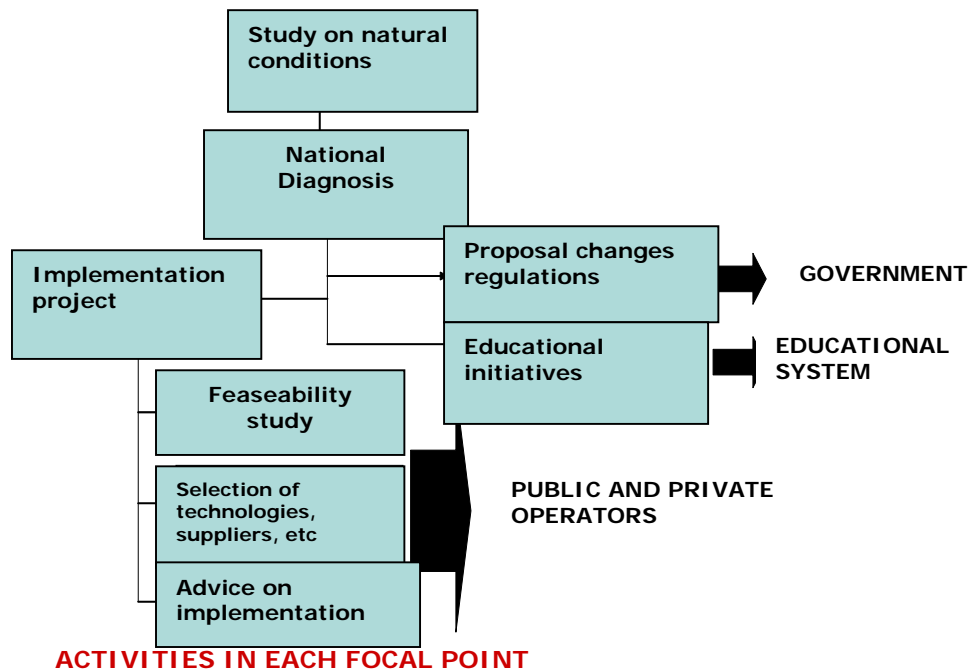 Study on natural
conditions
National
Diagnosis
Proposal changes
regulations
GOVERNMENT
Implementation
project
Educational
initiatives
EDUCATIONAL
SYSTEM
Feaseability
study
Selection of
technologies,
suppliers, etc
PUBLIC AND PRIVATE
OPERATORS
Advice on
implementation
ACTIVITIES IN EACH FOCAL POINT